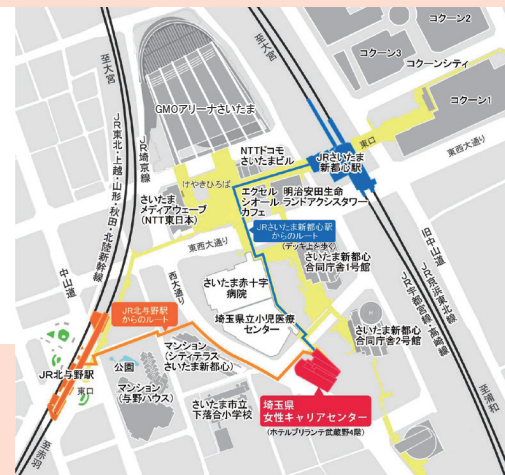 コクーン2
コクーン3
コクーンシティ
コクーン1
至大宮
至大宮
GMOアリーナさいたま
JR埼京線
JR東北・上越・山形・秋田・北陸新幹線
NTTドコモ
さいたまビル
東口
JRさいたま
新都心駅
東西大通り
けやきひろば
さいたま
メディアウェーブ
(NTT東日本)
エクセル
シオール
カフェ
明治安田生命
ランドアクシスタワー
JRさいたま新都心駅
からのルート
(デッキ上を歩く)
東西大通り
旧中山道
JR京浜東北線
JR宇都宮線・高崎線
さいたま新都心
合同庁舎1号館
中山道
西大通り
さいたま赤十字
病院
JR北与野駅
からのルート
埼玉県立小児医療
センター
さいたま新都心
合同庁舎2号館
マンション
(シティテラス
さいたま新都心)
公園
JR北与野駅
東口
マンション
(与野ハウス)
さいたま市立
下落合小学校
埼玉県
女性キャリアセンター
(ホテルブリランテ武蔵野4階)
至浦和
至赤羽